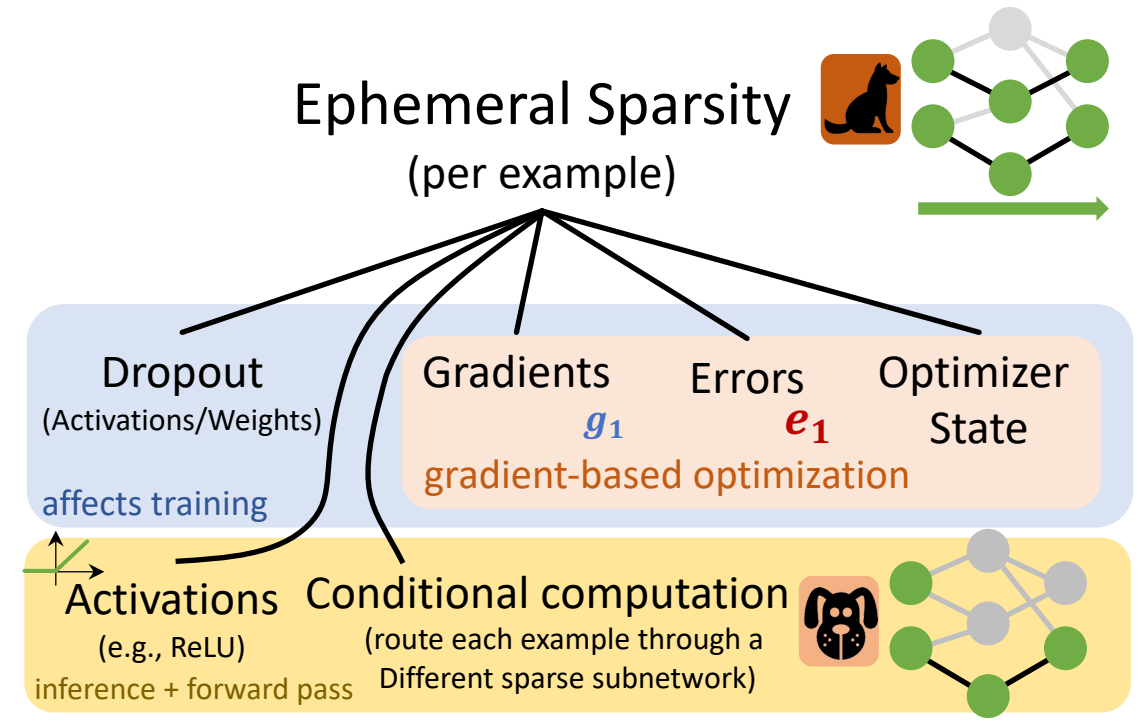 Ephemeral Sparsity
(per example)
Dropout
(Activations/Weights)
affects training
Gradients
g₁
Errors
e₁
Optimizer
State
gradient-based optimization
Activations
(e.g., ReLU)
inference + forward pass
Conditional computation
(route each example through a
Different sparse subnetwork)